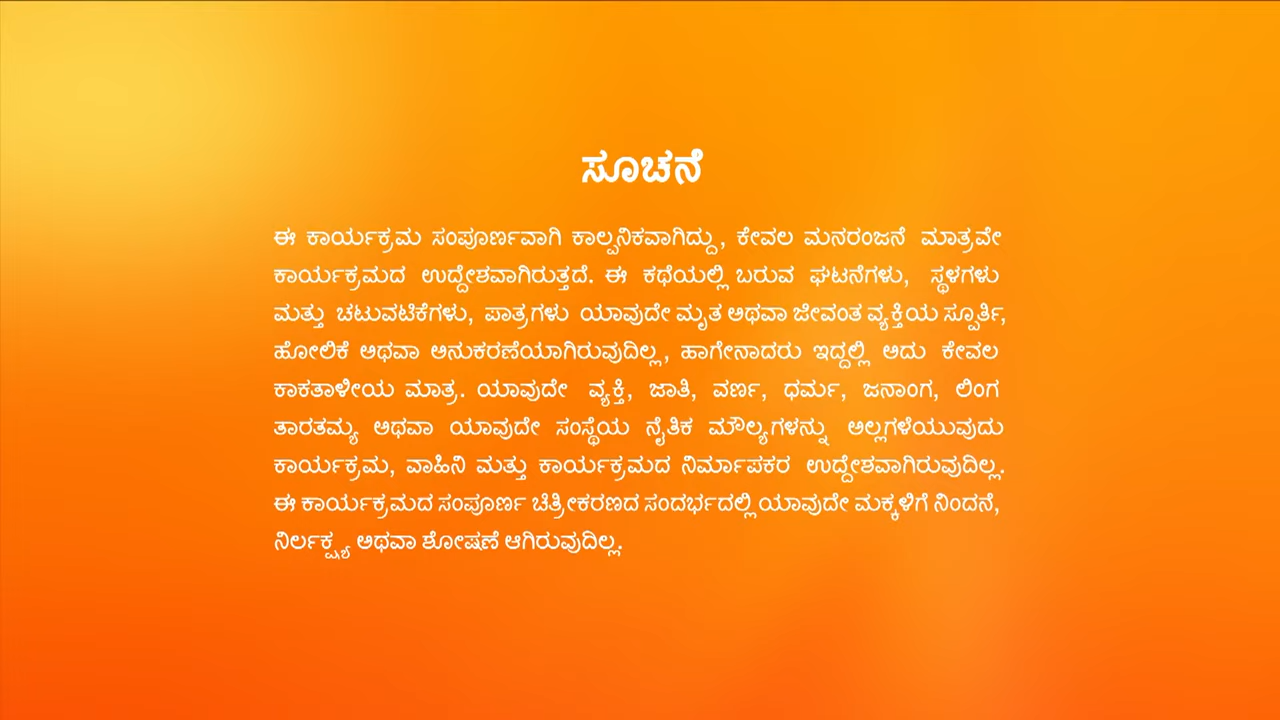 ಸೂಚನೆ
ಈ ಕಾರ್ಯಕ್ರಮ ಸಂಪೂರ್ಣವಾಗಿ ಕಾಲ್ಪನಿಕವಾಗಿದ್ದು, ಕೇವಲ ಮನರಂಜನೆ ಮಾತ್ರವೇ
ಕಾರ್ಯಕ್ರಮದ ಉದ್ದೇಶವಾಗಿರುತ್ತದೆ. ಈ ಕಥೆಯಲ್ಲಿ ಬರುವ ಘಟನೆಗಳು, ಸ್ಥಳಗಳು
ಮತ್ತು ಚಟುವಟಿಕೆಗಳು, ಪಾತ್ರಗಳು ಯಾವುದೇ ಮೃತ ಅಥವಾ ಜೀವಂತ ವ್ಯಕ್ತಿಯ ಸ್ಪೂರ್ತಿ,
ಹೋಲಿಕೆ ಅಥವಾ ಅನುಕರಣೆಯಾಗಿರುವುದಿಲ್ಲ, ಹಾಗೇನಾದರು ಇದ್ದಲ್ಲಿ ಅದು ಕೇವಲ
ಕಾಕತಾಳೀಯ ಮಾತ್ರ. ಯಾವುದೇ ವ್ಯಕ್ತಿ, ಜಾತಿ, ವರ್ಣ, ಧರ್ಮ, ಜನಾಂಗ, ಲಿಂಗ
ತಾರತಮ್ಯ ಅಥವಾ ಯಾವುದೇ ಸಂಸ್ಥೆಯ ನೈತಿಕ ಮೌಲ್ಯಗಳನ್ನು ಅಲ್ಲಗಳೆಯುವುದು
ಕಾರ್ಯಕ್ರಮ, ವಾಹಿನಿ ಮತ್ತು ಕಾರ್ಯಕ್ರಮದ ನಿರ್ಮಾಪಕರ ಉದ್ದೇಶವಾಗಿರುವುದಿಲ್ಲ.
ಈ ಕಾರ್ಯಕ್ರಮದ ಸಂಪೂರ್ಣ ಚಿತ್ರೀಕರಣದ ಸಂದರ್ಭದಲ್ಲಿ ಯಾವುದೇ ಮಕ್ಕಳಿಗೆ ನಿಂದನೆ,
ನಿರ್ಲಕ್ಷ್ಯ ಅಥವಾ ಶೋಷಣೆ ಆಗಿರುವುದಿಲ್ಲ.